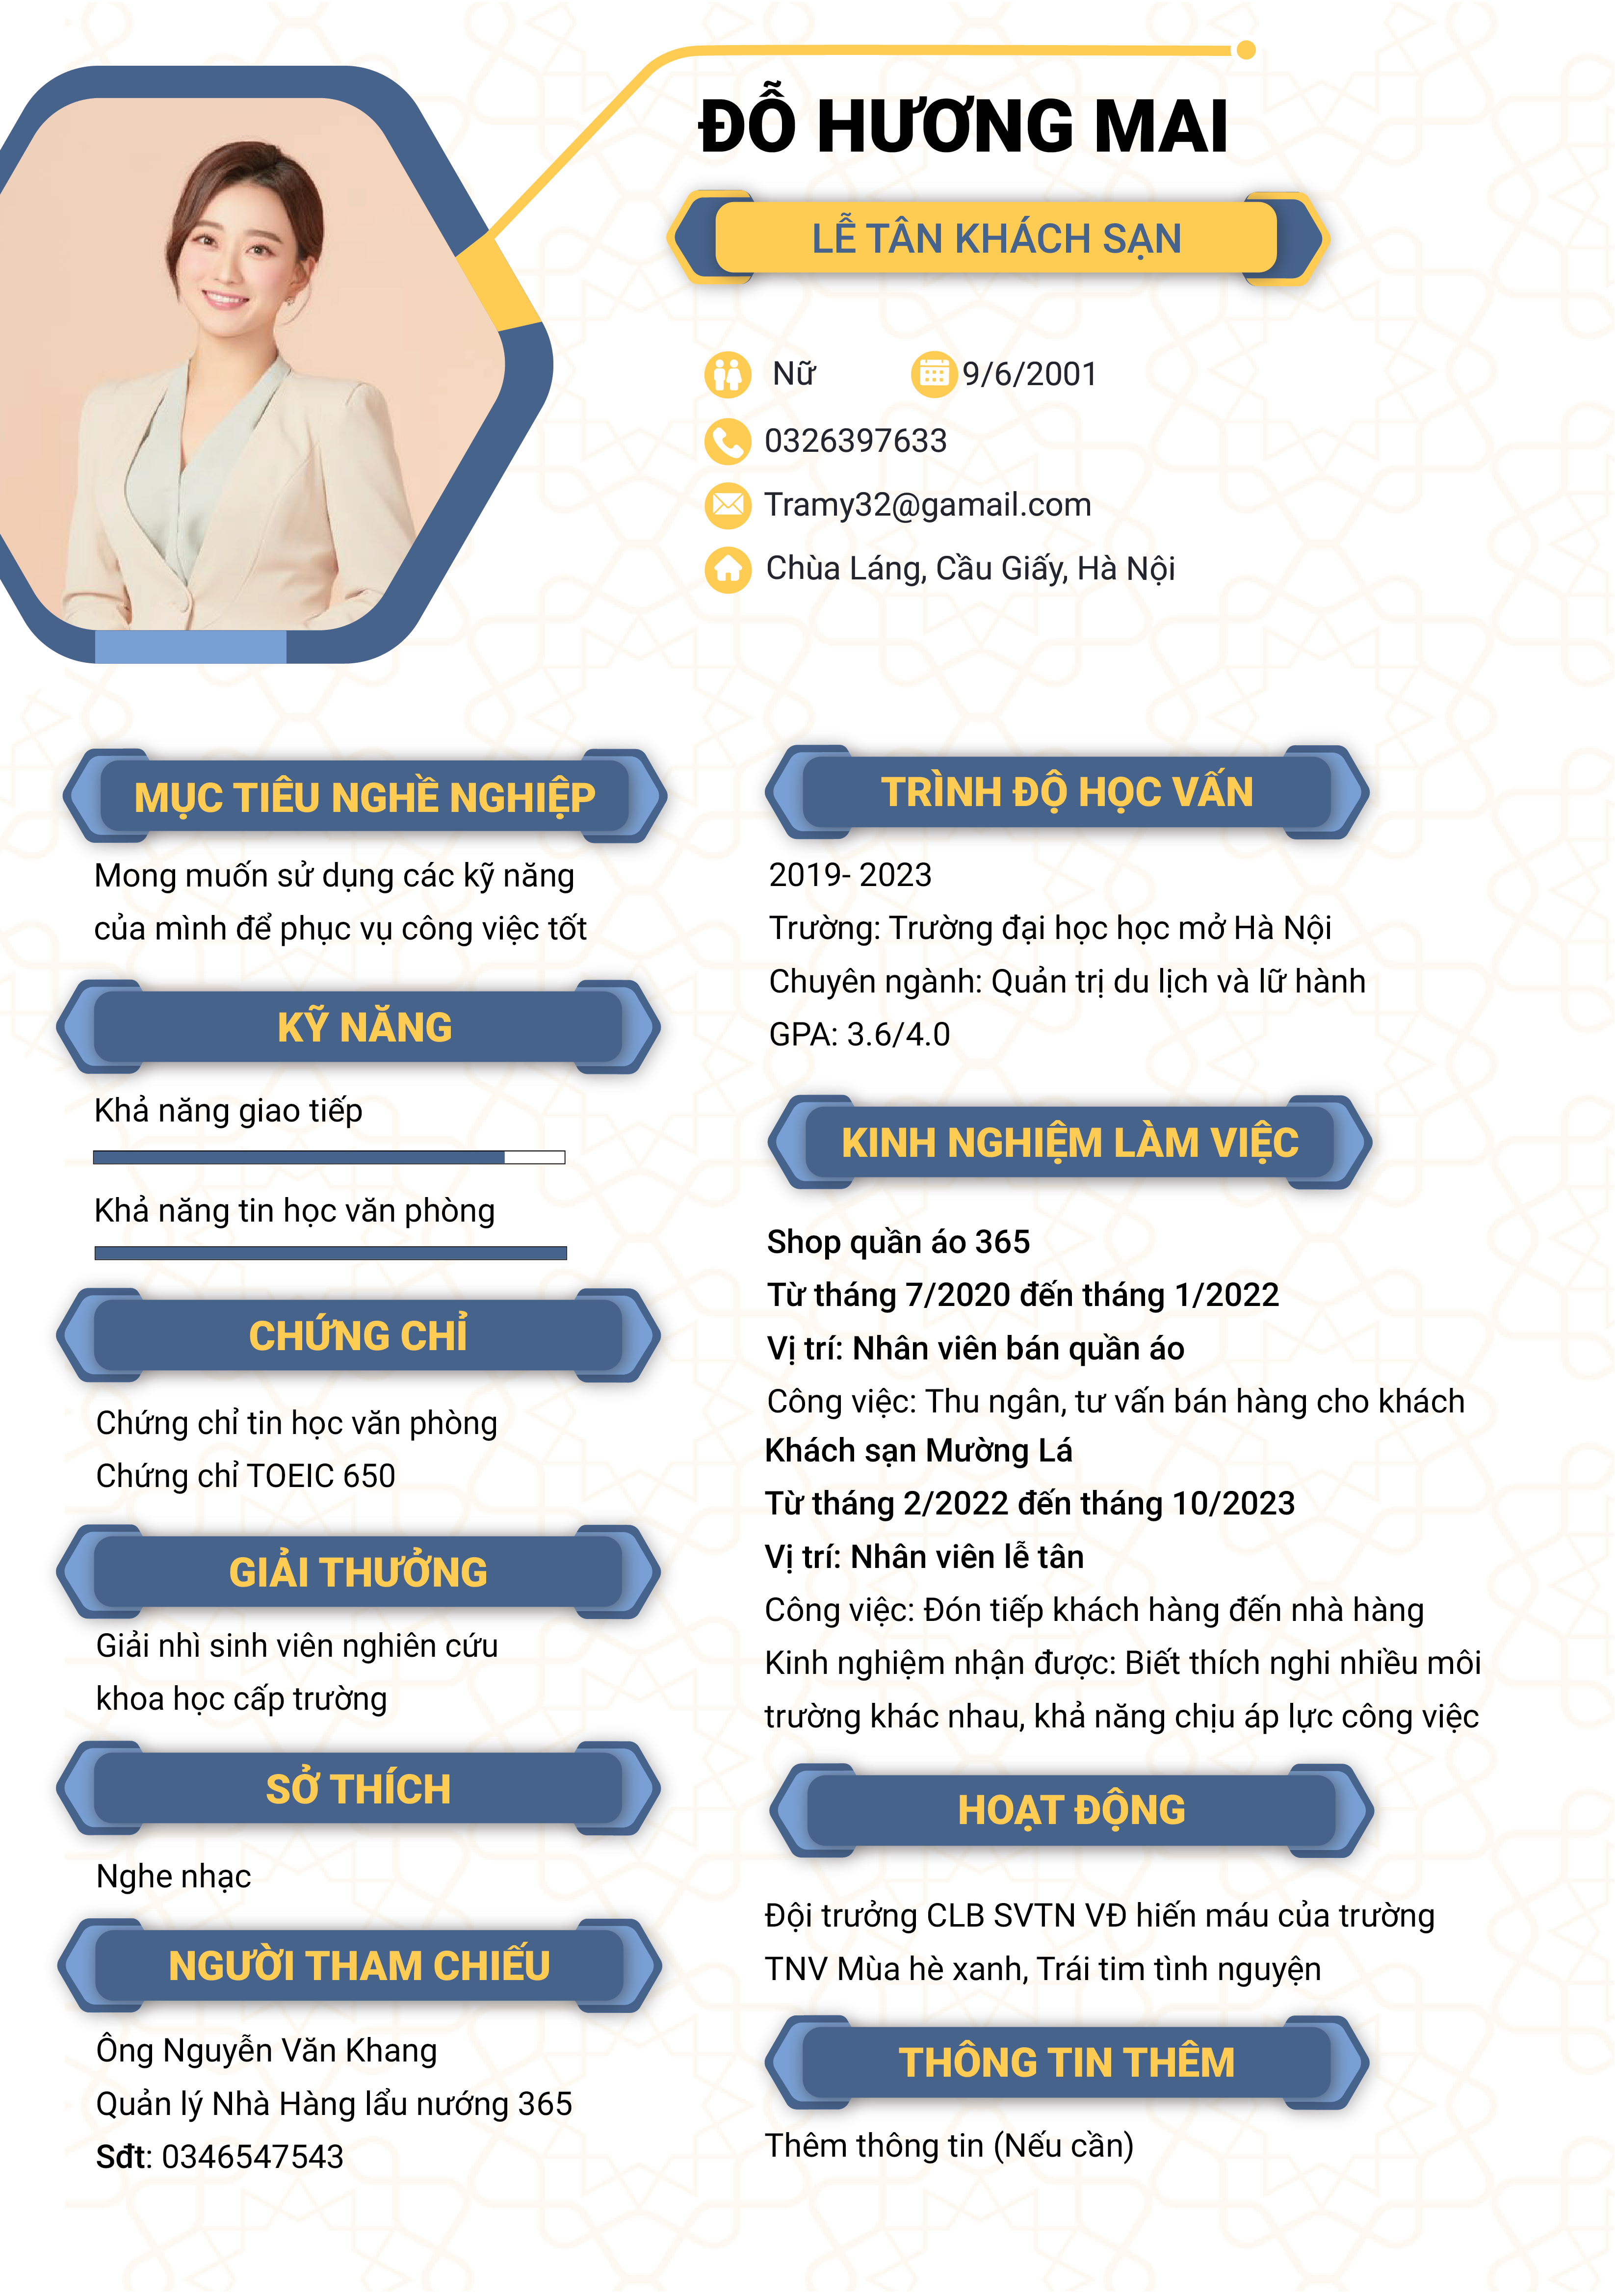 ĐỖ HƯƠNG MAI
LỄ TÂN KHÁCH SẠN
Nữ
9/6/2001
0326397633
Tramy32@gamail.com
Chùa Láng, Cầu Giấy, Hà Nội
MỤC TIÊU NGHỀ NGHIỆP
Mong muốn sử dụng các kỹ năng
của mình để phục vụ công việc tốt
KỸ NĂNG
Khả năng giao tiếp
Khả năng tin học văn phòng
CHỨNG CHỈ
Chứng chỉ tin học văn phòng
Chứng chỉ TOEIC 650
GIẢI THƯỞNG
Giải nhì sinh viên nghiên cứu
khoa học cấp trường
SỞ THÍCH
Nghe nhạc
NGƯỜI THAM CHIẾU
Ông Nguyễn Văn Khang
Quản lý Nhà Hàng lẩu nướng 365
Sđt: 0346547543
TRÌNH ĐỘ HỌC VẤN
2019- 2023
Trường: Trường đại học học mở Hà Nội
Chuyên ngành: Quản trị du lịch và lữ hành
GPA: 3.6/4.0
KINH NGHIỆM LÀM VIỆC
Shop quần áo 365
Từ tháng 7/2020 đến tháng 1/2022
Vị trí: Nhân viên bán quần áo
Công việc: Thu ngân, tư vấn bán hàng cho khách
Khách sạn Mường Lá
Từ tháng 2/2022 đến tháng 10/2023
Vị trí: Nhân viên lễ tân
Công việc: Đón tiếp khách hàng đến nhà hàng
Kinh nghiệm nhận được: Biết thích nghi nhiều môi
trường khác nhau, khả năng chịu áp lực công việc
HOẠT ĐỘNG
Đội trưởng CLB SVTN VĐ hiến máu của trường
TNV Mùa hè xanh, Trái tim tình nguyện
THÔNG TIN THÊM
Thêm thông tin (Nếu cần)